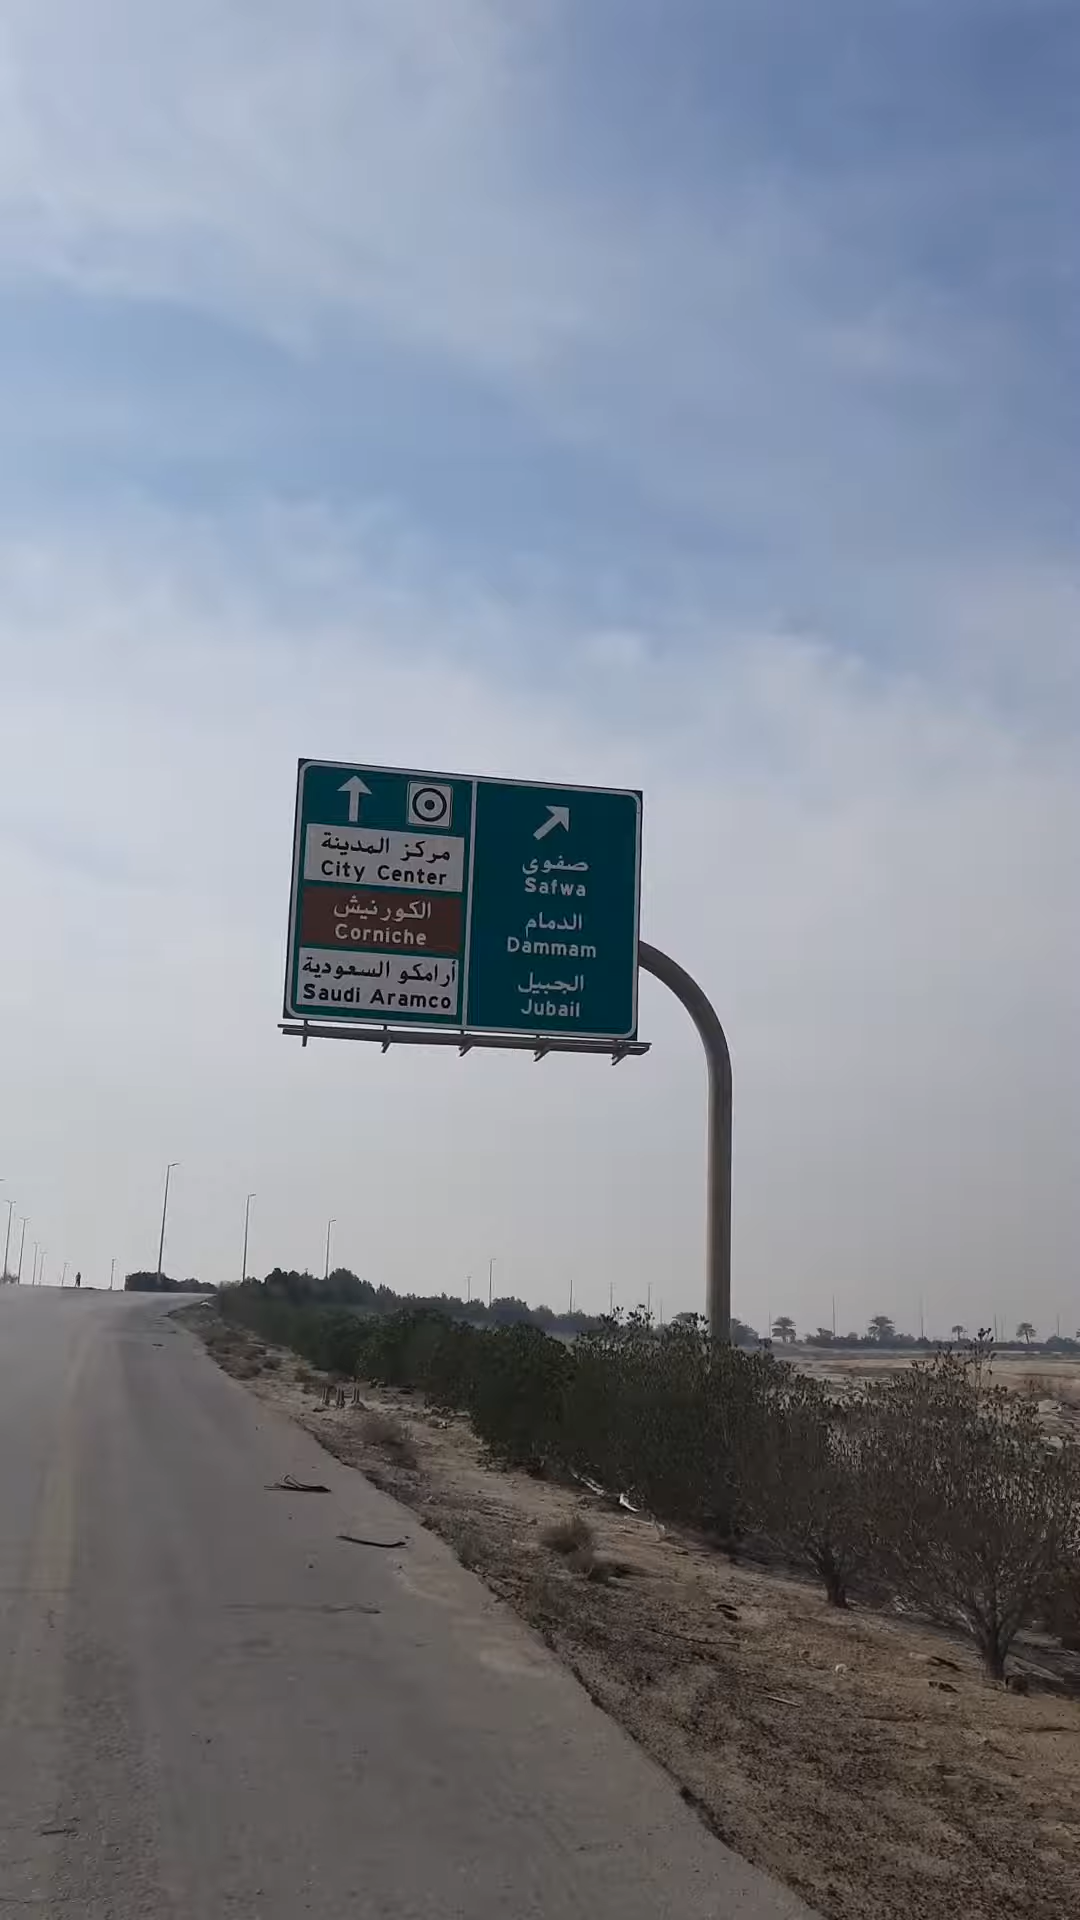 مركز المدينة
City Center
الكورنيش
Corniche
أرامكو السعودية
Saudi Aramco
صفوى
Safwa
الدمام
Dammam
الجبيل
Jubail